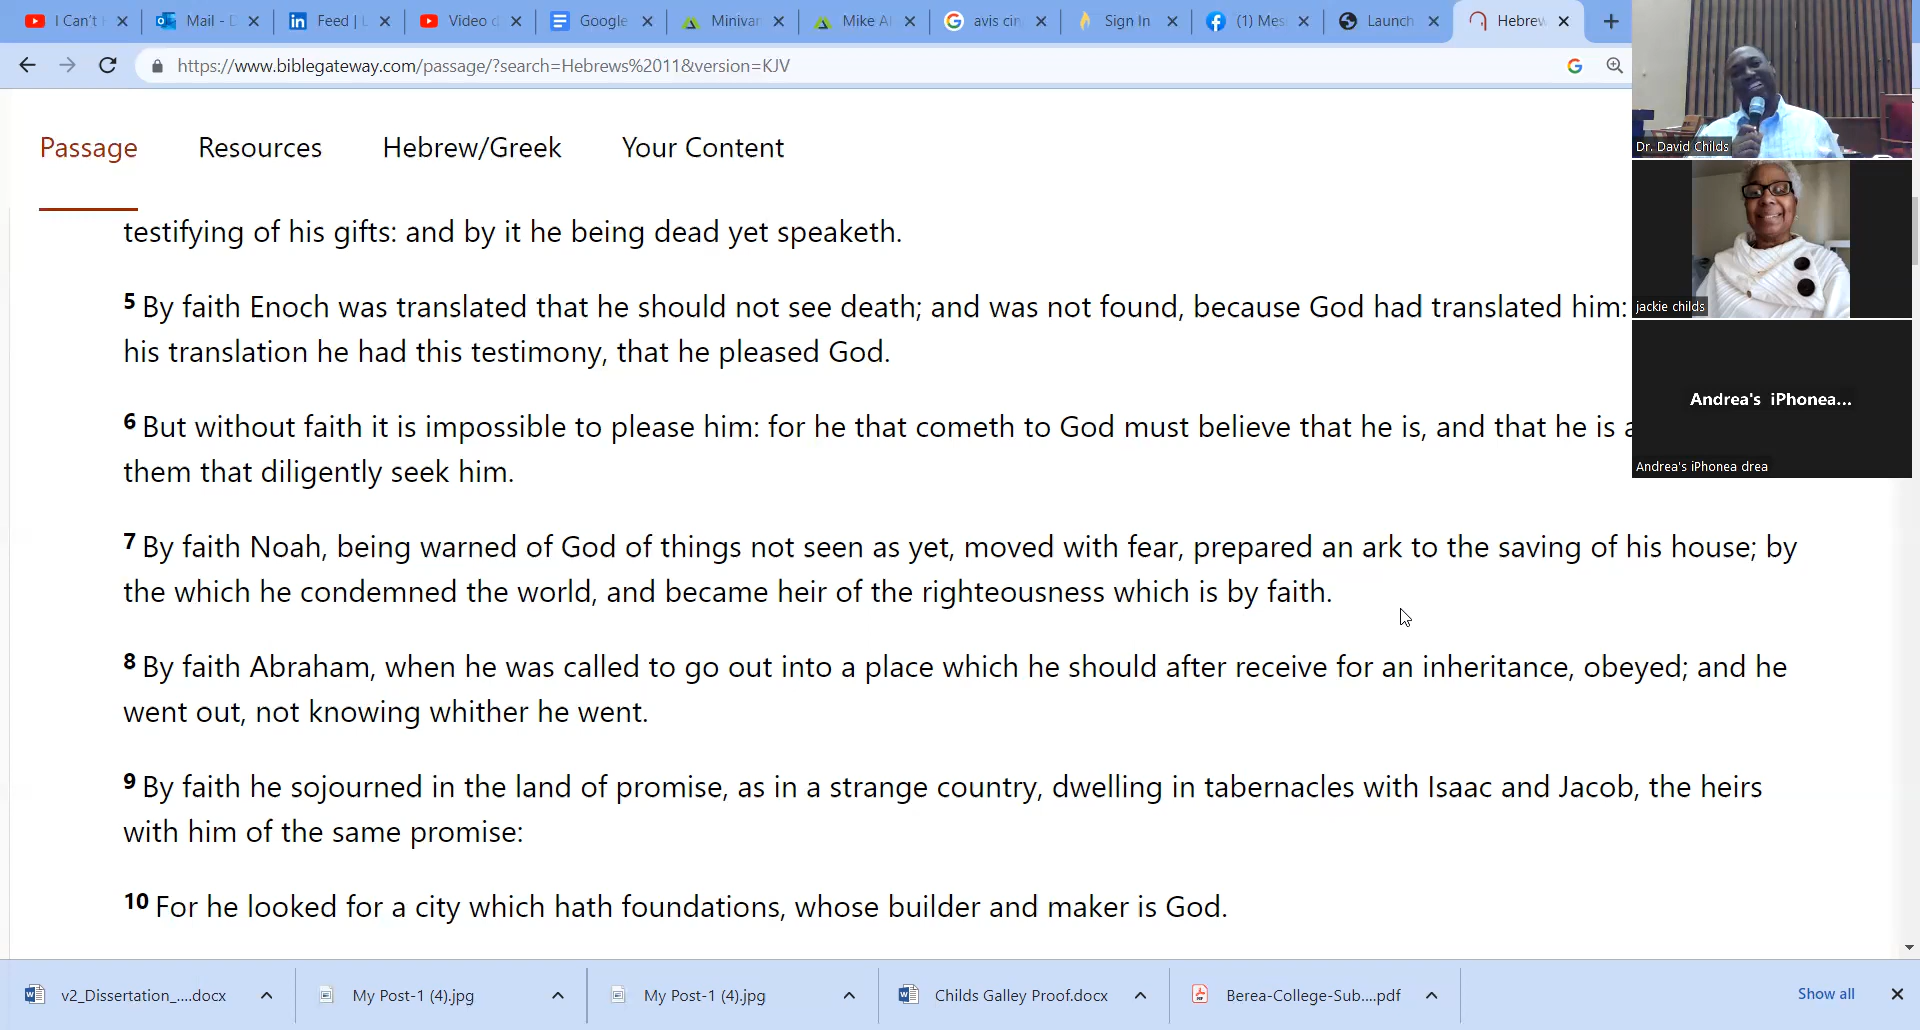 I Can't
Mail - D
Feed | L
Video c
Google
Minivan
Mike Al
avis cin
Sign In
(1) Mes
Launch
Hebrew
https://www.biblegateway.com/passage/?search=Hebrews%2011&version=KJV
Passage
Resources
Hebrew/Greek
Your Content
testifying of his gifts: and by it he being dead yet speaketh.
5 By faith Enoch was translated that he should not see death; and was not found, because God had translated him:
his translation he had this testimony, that he pleased God.
6 But without faith it is impossible to please him: for he that cometh to God must believe that he is, and that he is a
them that diligently seek him.
7 By faith Noah, being warned of God of things not seen as yet, moved with fear, prepared an ark to the saving of his house; by
the which he condemned the world, and became heir of the righteousness which is by faith.
8 By faith Abraham, when he was called to go out into a place which he should after receive for an inheritance, obeyed; and he
went out, not knowing whither he went.
9 By faith he sojourned in the land of promise, as in a strange country, dwelling in tabernacles with Isaac and Jacob, the heirs
with him of the same promise:
10 For he looked for a city which hath foundations, whose builder and maker is God.
Dr. David Childs
jackie childs
Andrea's iPhonea...
Andrea's iPhonea drea
v2_Dissertation_....docx
My Post-1 (4).jpg
My Post-1 (4).jpg
Childs Galley Proof.docx
Berea-College-Sub....pdf
Show all